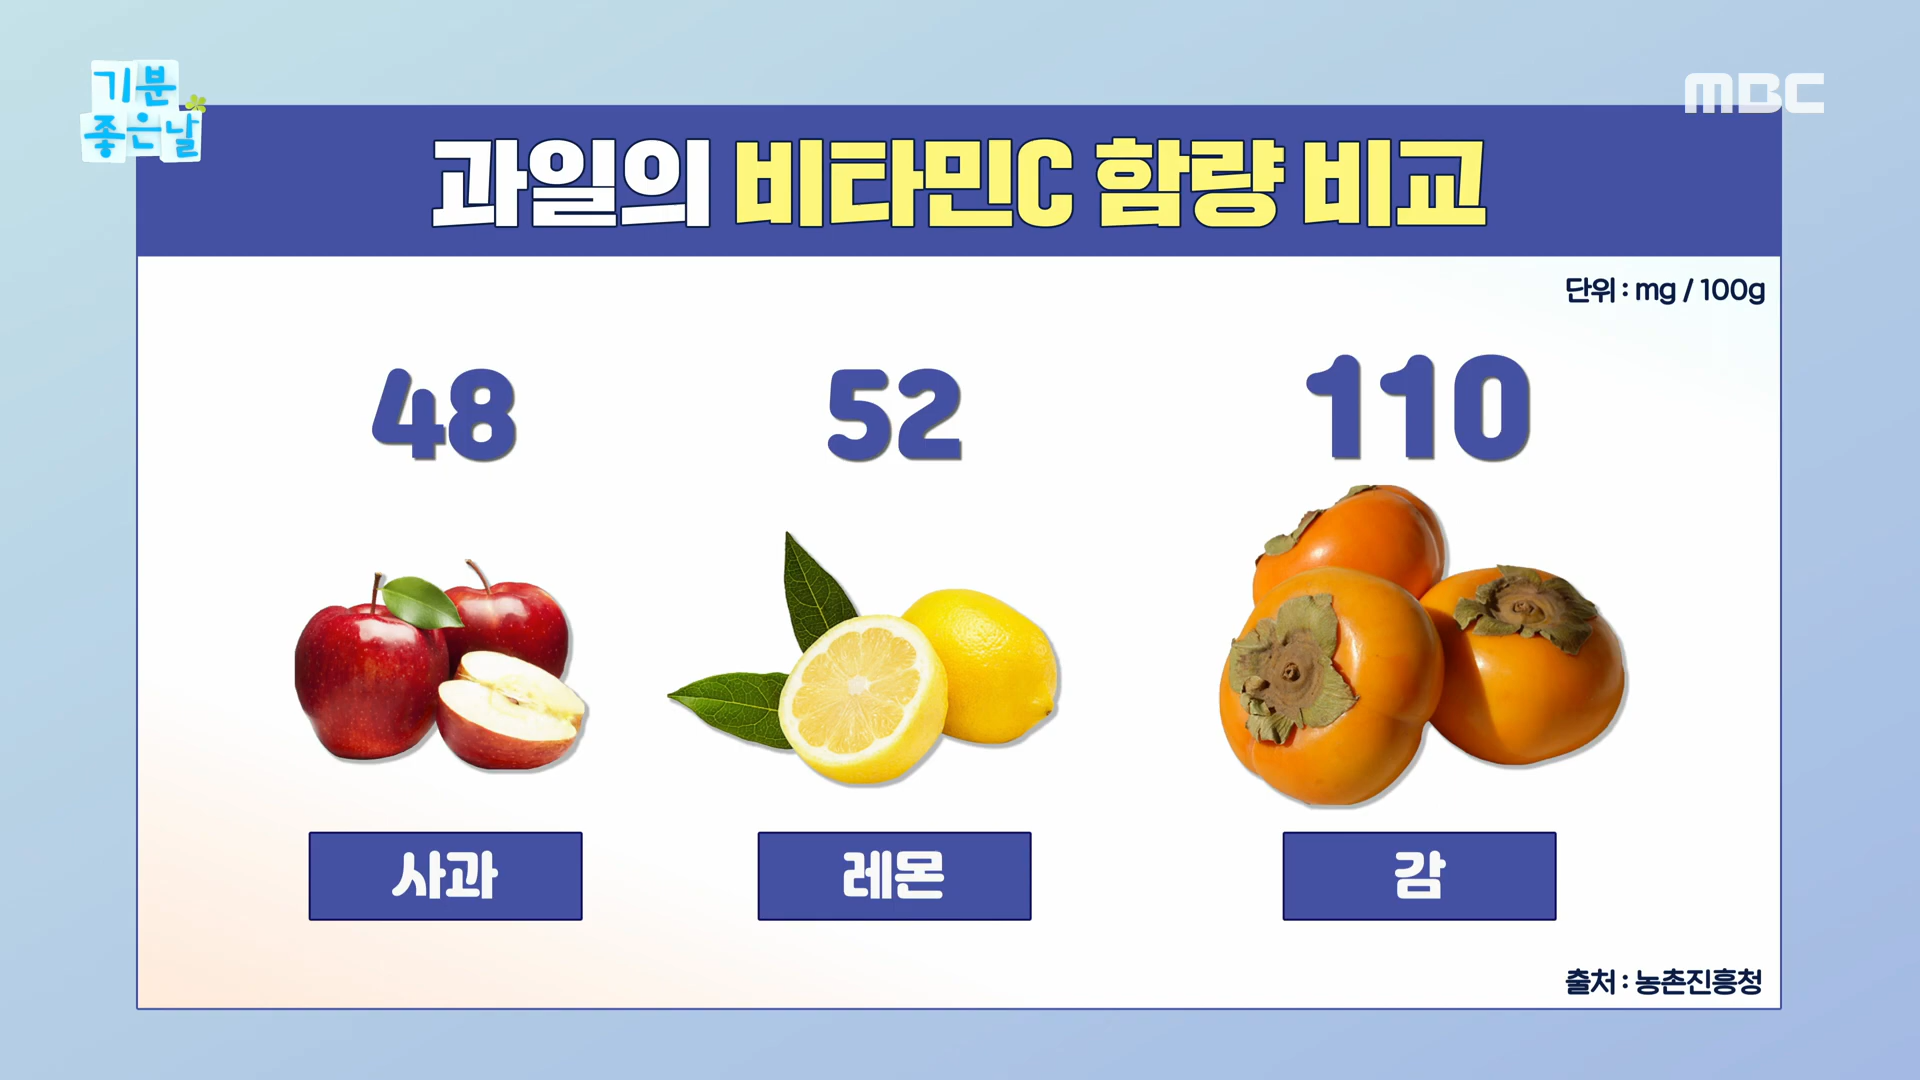 기분
좋은날
MBC
과일의 비타민C 함량 비교
단위 : mg / 100g
48
52
110
사과
레몬
감
출처 : 농촌진흥청